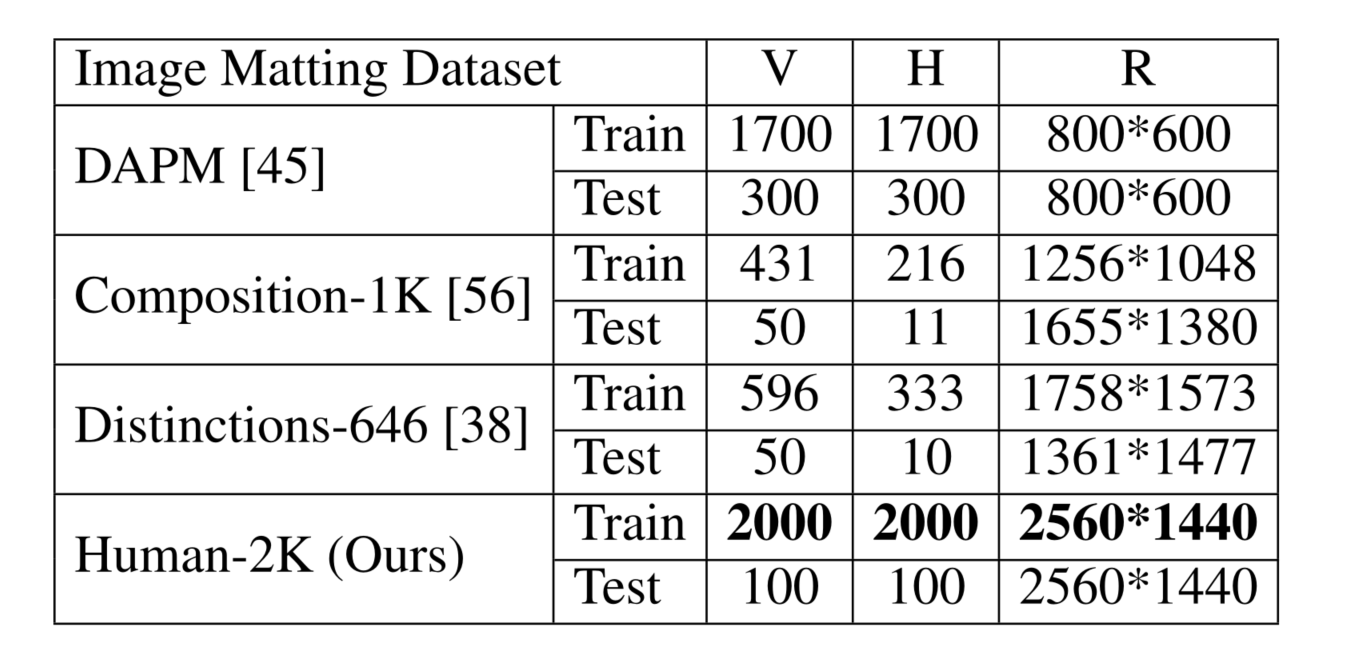 Image Matting Dataset V H R
DAPM [45] Train 1700 1700 800*600
Test 300 300 800*600
Composition-1K [56] Train 431 216 1256*1048
Test 50 11 1655*1380
Distinctions-646 [38] Train 596 333 1758*1573
Test 50 10 1361*1477
Human-2K (Ours) Train 2000 2000 2560*1440
Test 100 100 2560*1440